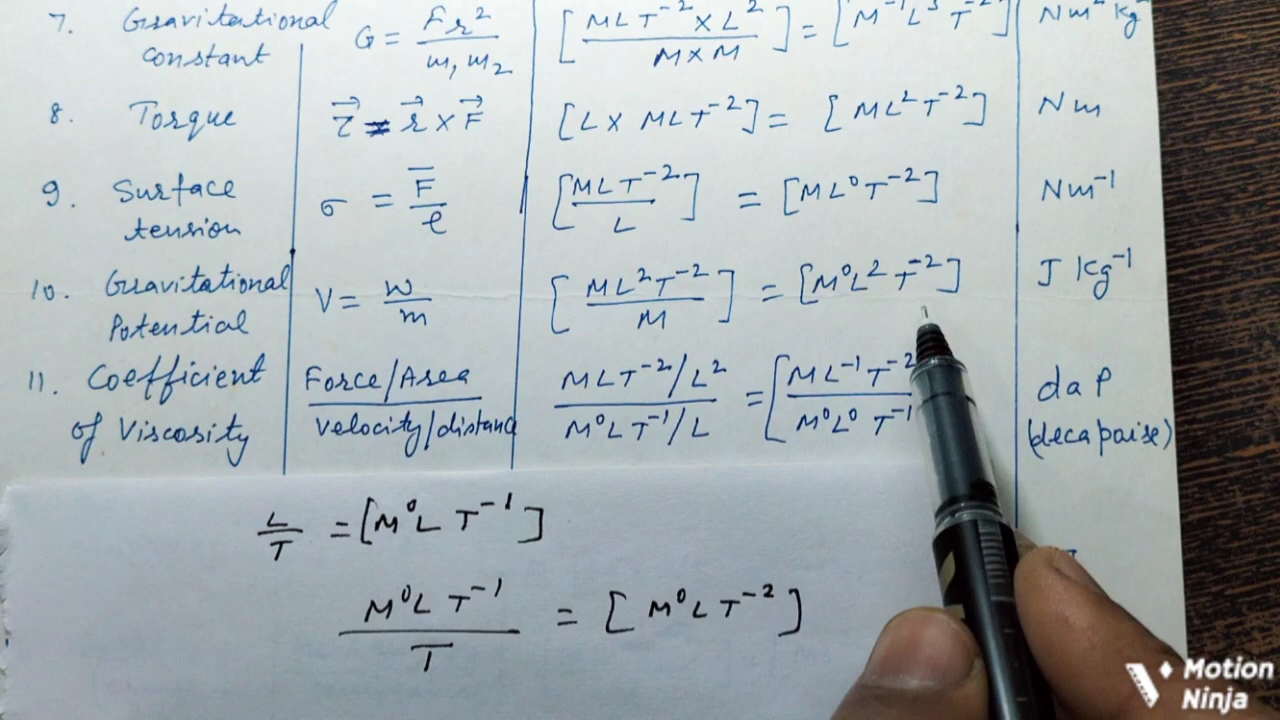 7. Gravitational G = Fr² [MLT⁻² × L²] = [M⁻¹L³T⁻²] Nm² kg
constant m₁m₂ M × M
8. Torque τ⃗ = r⃗ × F⃗ [L × MLT⁻²] = [ML²T⁻²] Nm
9. Surface σ = F̅/ℓ [MLT⁻²/L] = [ML⁰T⁻²] Nm⁻¹
tension
10. Gravitational V = w/m [ML²T⁻²/M] = [M⁰L²T⁻²] J Kg⁻¹
Potential
11. Coefficient Force/Area MLT⁻²/L² = [ML⁻¹T⁻² da P
of Viscosity velocity/distanc M⁰LT⁻¹/L M⁰L⁰T⁻¹ (decapoise)
L/T = [M⁰LT⁻¹]
M⁰LT⁻¹/T = [M⁰LT⁻²]
Motion
Ninja